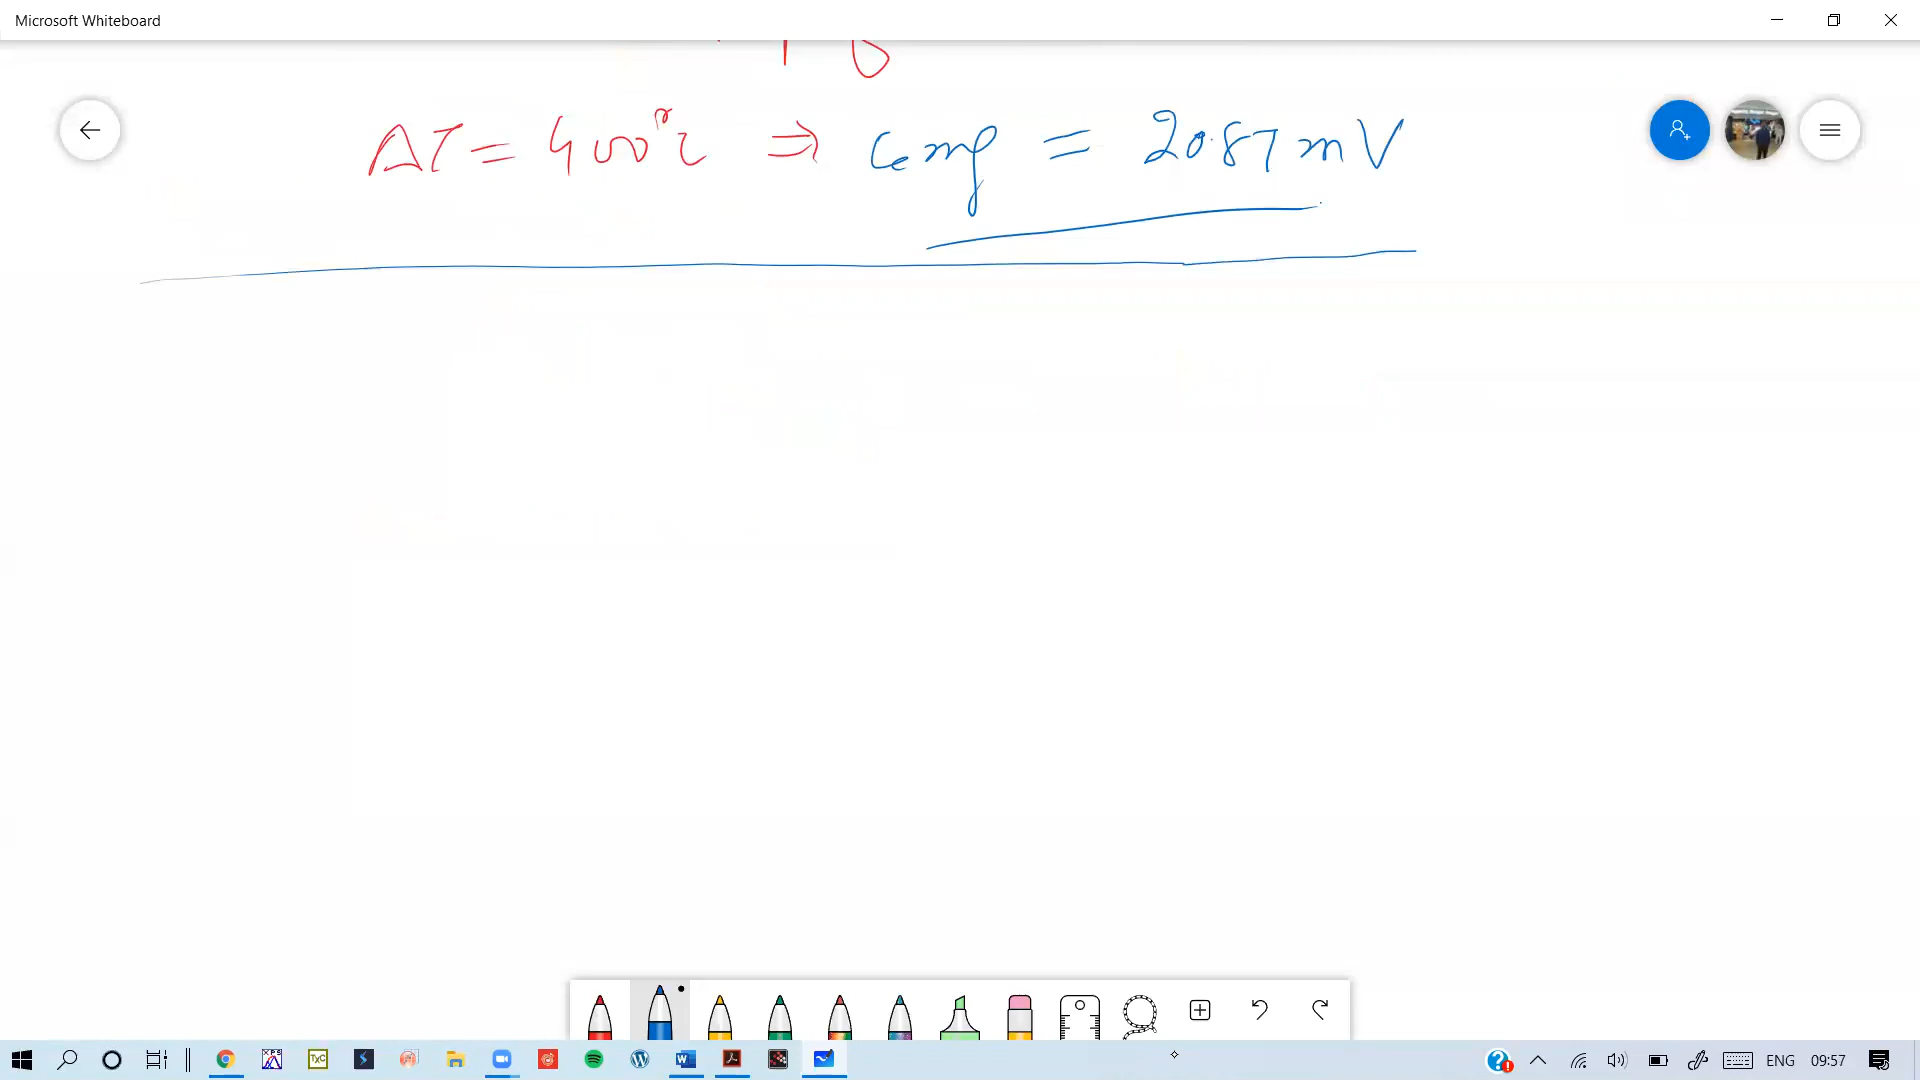 Microsoft Whiteboard
ΔT = 400°C ⇒ emf = 20.87 mV
ENG 09:57